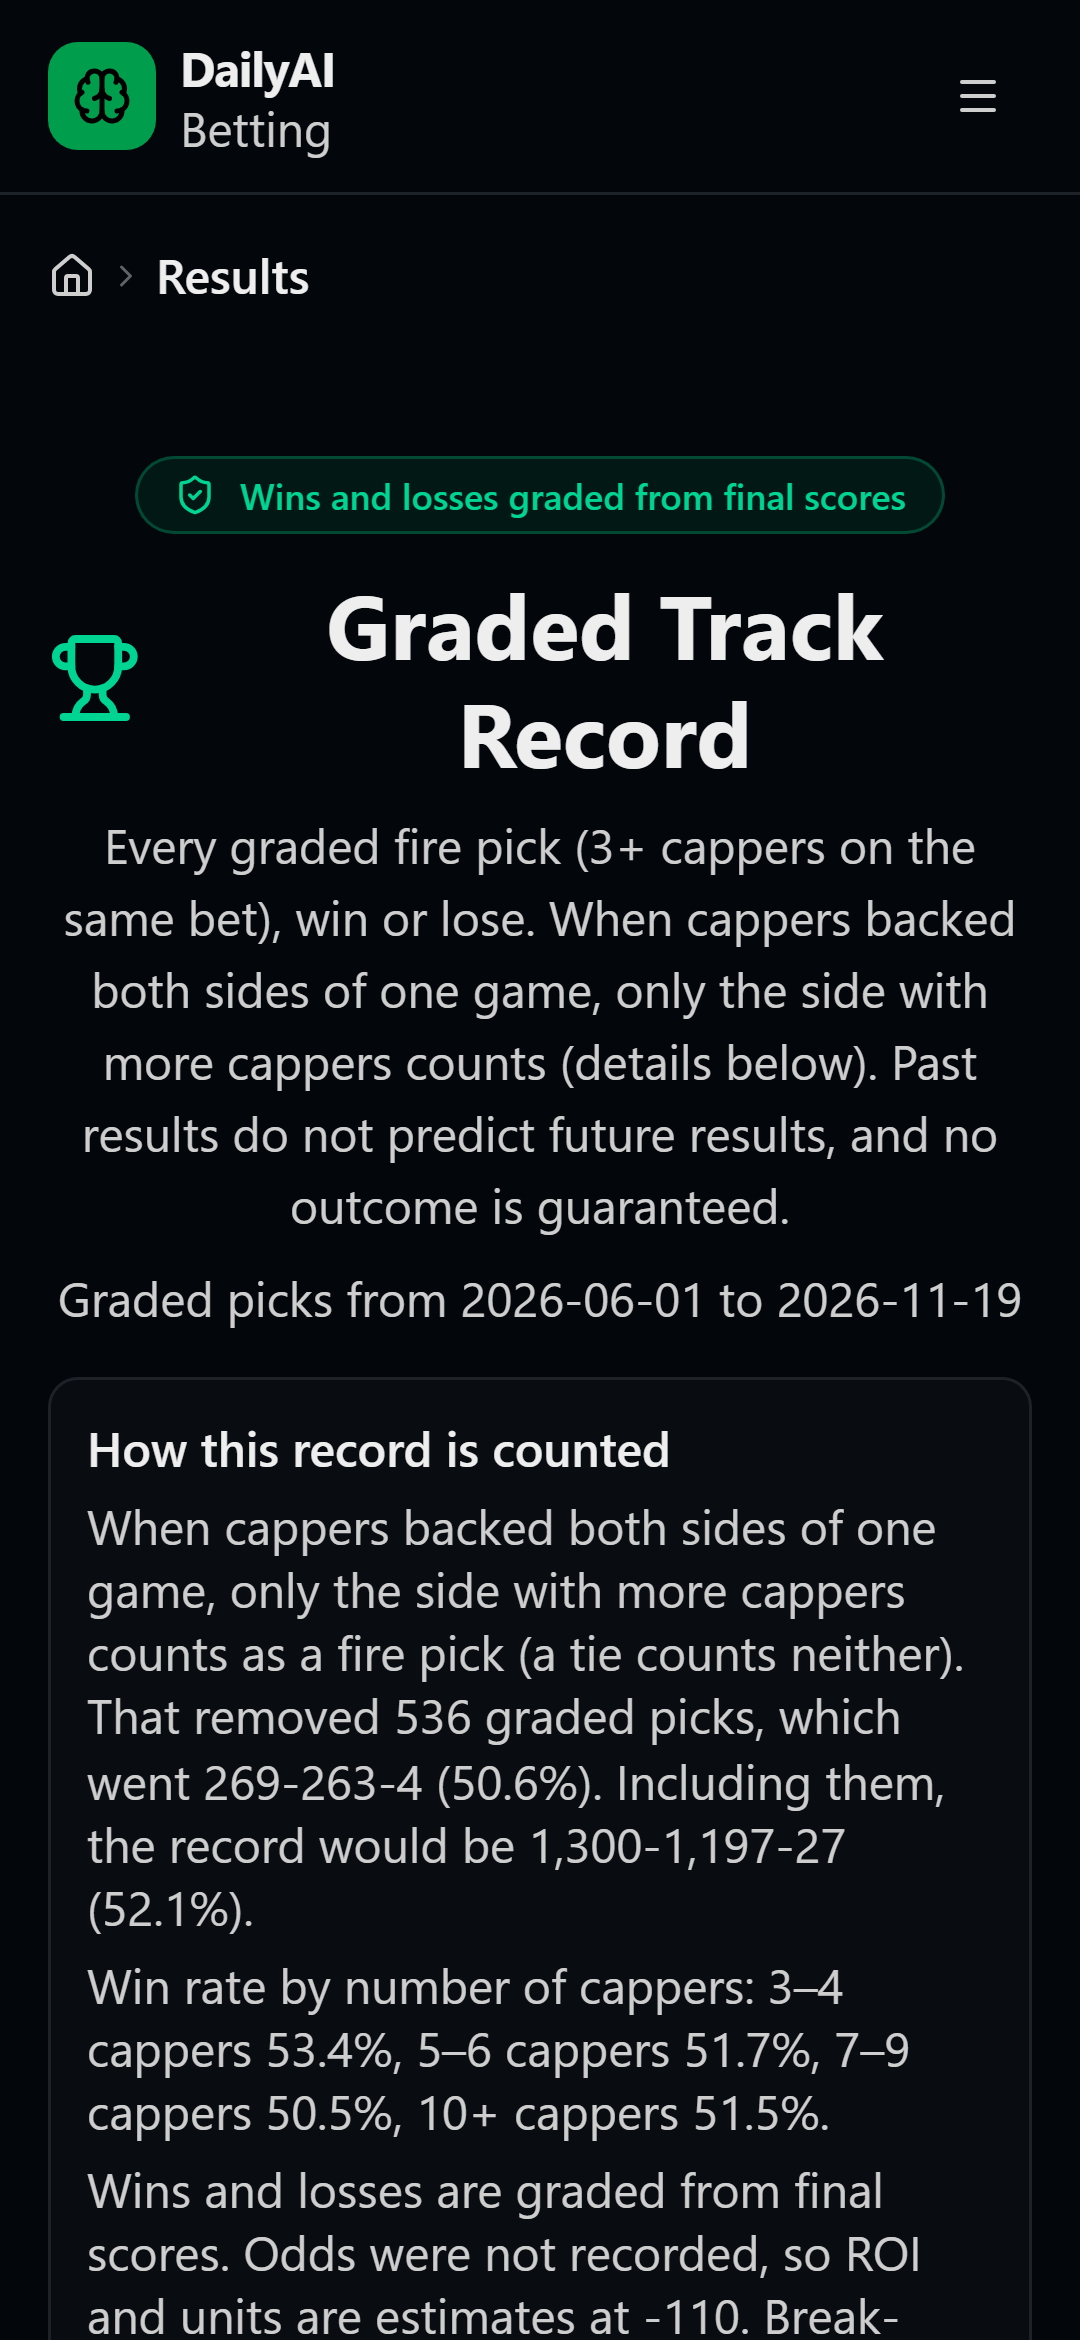 DailyAI
Betting
Results
Wins and losses graded from final scores
Graded Track
Record
Every graded fire pick (3+ cappers on the
same bet), win or lose. When cappers backed
both sides of one game, only the side with
more cappers counts (details below). Past
results do not predict future results, and no
outcome is guaranteed.
Graded picks from 2026-06-01 to 2026-11-19
How this record is counted
When cappers backed both sides of one
game, only the side with more cappers
counts as a fire pick (a tie counts neither).
That removed 536 graded picks, which
went 269-263-4 (50.6%). Including them,
the record would be 1,300-1,197-27
(52.1%).
Win rate by number of cappers: 3–4
cappers 53.4%, 5–6 cappers 51.7%, 7–9
cappers 50.5%, 10+ cappers 51.5%.
Wins and losses are graded from final
scores. Odds were not recorded, so ROI
and units are estimates at -110. Break-